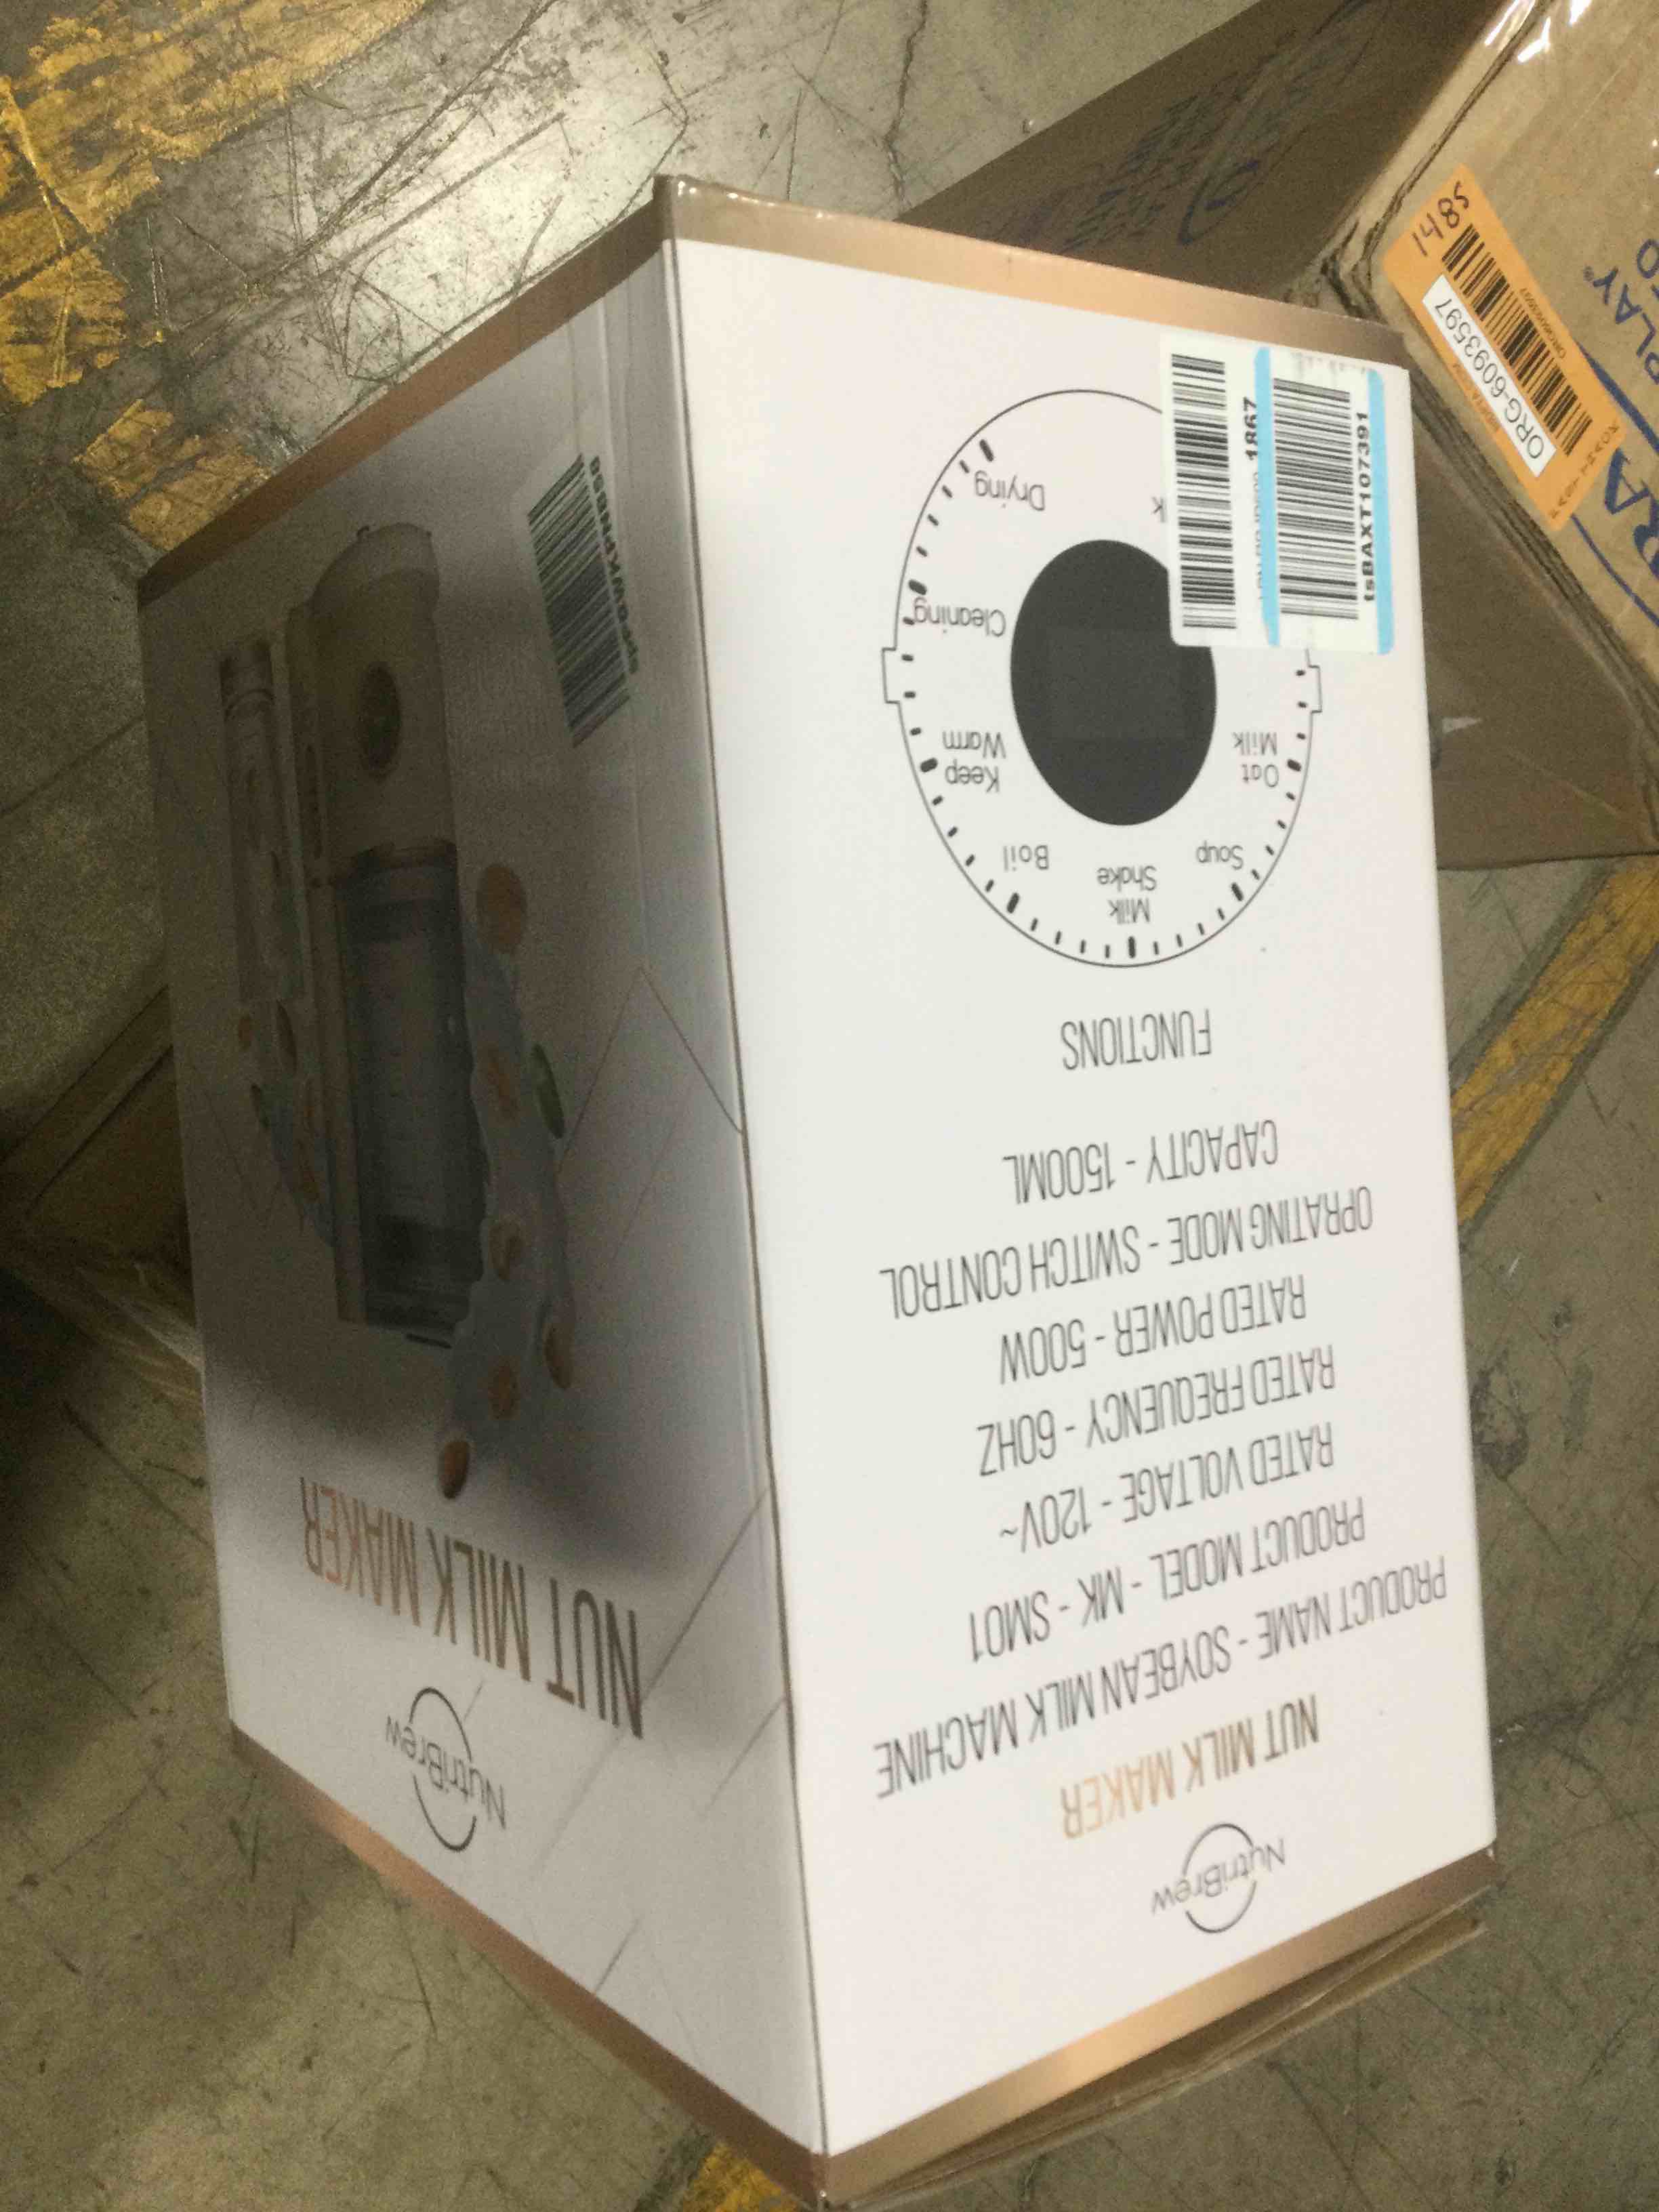 NutriBrew
NUT MILK MAKER
PRODUCT NAME - SOYBEAN MILK MACHINE
PRODUCT MODEL - MK - SM01
RATED VOLTAGE - 120V~
RATED FREQUENCY - 60HZ
RATED POWER - 500W
OPRATING MODE - SWITCH CONTROL
CAPACITY - 1500ML
FUNCTIONS
Milk
Shake
Soup
Boil
Oat
Milk
Keep
Warm
Cleaning
Drying
k
1867
tsBAXT107391
NutriBrew
NUT MILK MAKER
1485
ORG-60993597
PLAY